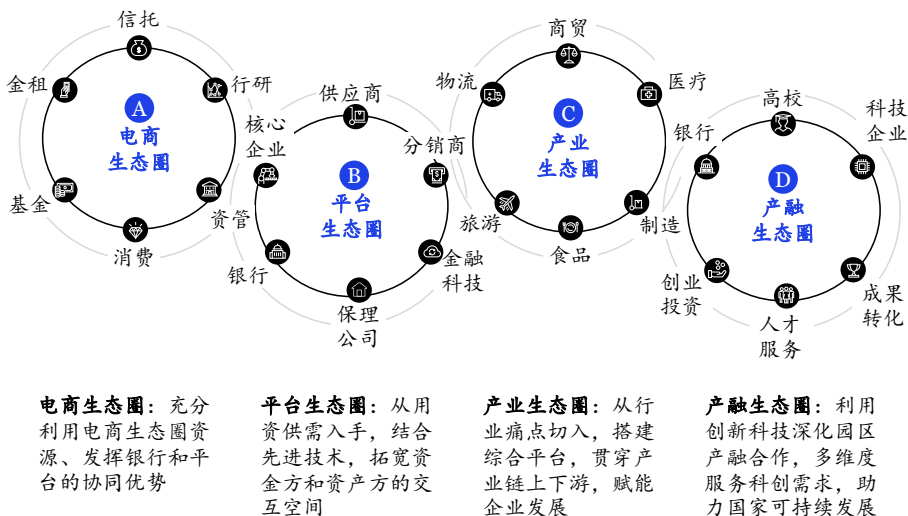 信托
金租
行研
A
电商
生态圈
基金
资管
消费
供应商
核心
企业
分销商
B
平台
生态圈
银行
金融
科技
保理
公司
商贸
物流
医疗
C
产业
生态圈
旅游
制造
食品
高校
科技
企业
银行
D
产融
生态圈
创业
投资
成果
转化
人才
服务
电商生态圈：充分
利用电商生态圈资
源、发挥银行和平
台的协同优势
平台生态圈：从用
资供需入手，结合
先进技术，拓宽资
金方和资产方的交
互空间
产业生态圈：从行
业痛点切入，搭建
综合平台，贯穿产
业链上下游，赋能
企业发展
产融生态圈：利用
创新科技深化园区
产融合作，多维度
服务科创需求，助
力国家可持续发展